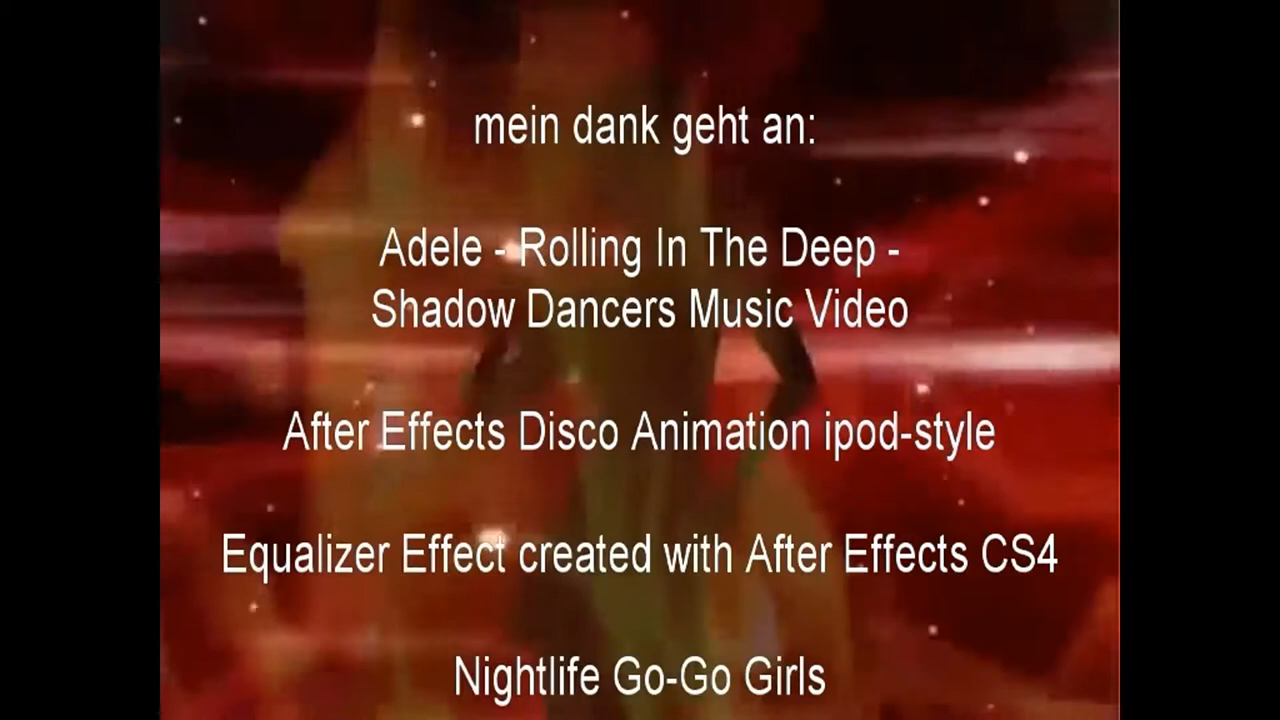 mein dank geht an:
Adele - Rolling In The Deep -
Shadow Dancers Music Video
After Effects Disco Animation ipod-style
Equalizer Effect created with After Effects CS4
Nightlife Go-Go Girls